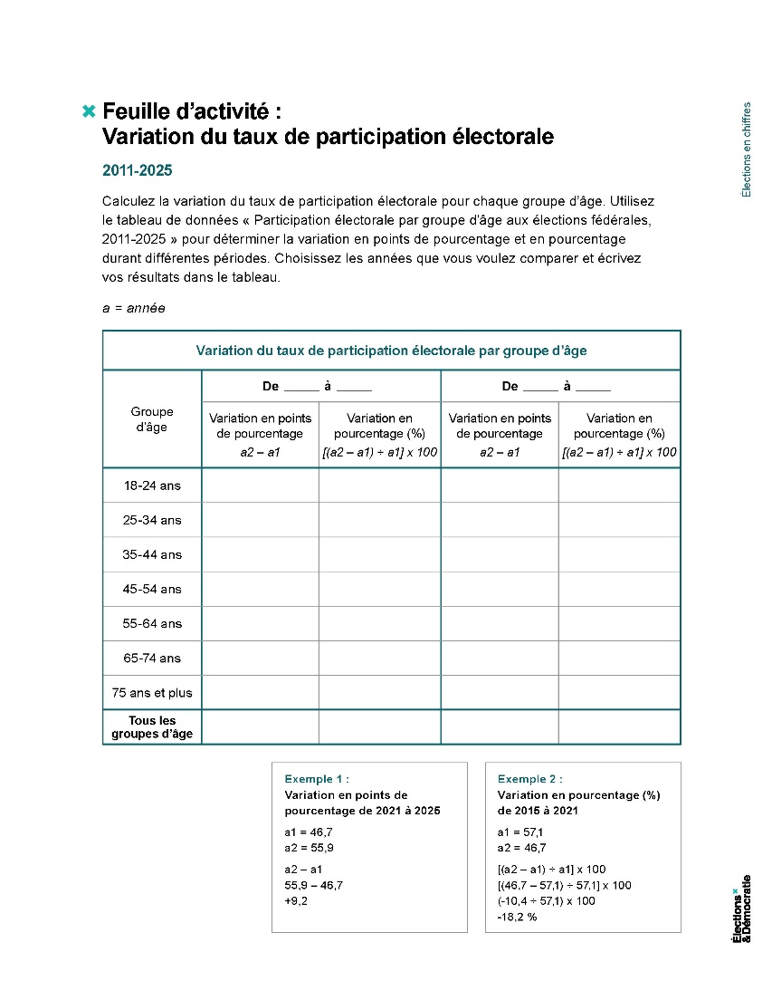 Feuille d'activité :
Variation du taux de participation électorale
2011-2025
Calculez la variation du taux de participation électorale pour chaque groupe d'âge. Utilisez
le tableau de données « Participation électorale par groupe d'âge aux élections fédérales,
2011-2025 » pour déterminer la variation en points de pourcentage et en pourcentage
durant différentes périodes. Choisissez les années que vous voulez comparer et écrivez
vos résultats dans le tableau.
a = année
Variation du taux de participation électorale par groupe d'âge
Groupe
d'âge
De _____ à _____
De _____ à _____
Variation en points
de pourcentage
a2 – a1
Variation en
pourcentage (%)
[(a2 – a1) ÷ a1] x 100
Variation en points
de pourcentage
a2 – a1
Variation en
pourcentage (%)
[(a2 – a1) ÷ a1] x 100
18-24 ans
25-34 ans
35-44 ans
45-54 ans
55-64 ans
65-74 ans
75 ans et plus
Tous les
groupes d'âge
Exemple 1 :
Variation en points de
pourcentage de 2021 à 2025
a1 = 46,7
a2 = 55,9
a2 – a1
55,9 – 46,7
+9,2
Exemple 2 :
Variation en pourcentage (%)
de 2015 à 2021
a1 = 57,1
a2 = 46,7
[(a2 – a1) ÷ a1] x 100
[(46,7 – 57,1) ÷ 57,1] x 100
(-10,4 ÷ 57,1) x 100
-18,2 %
Élections en chiffres
Élections
& Démocratie